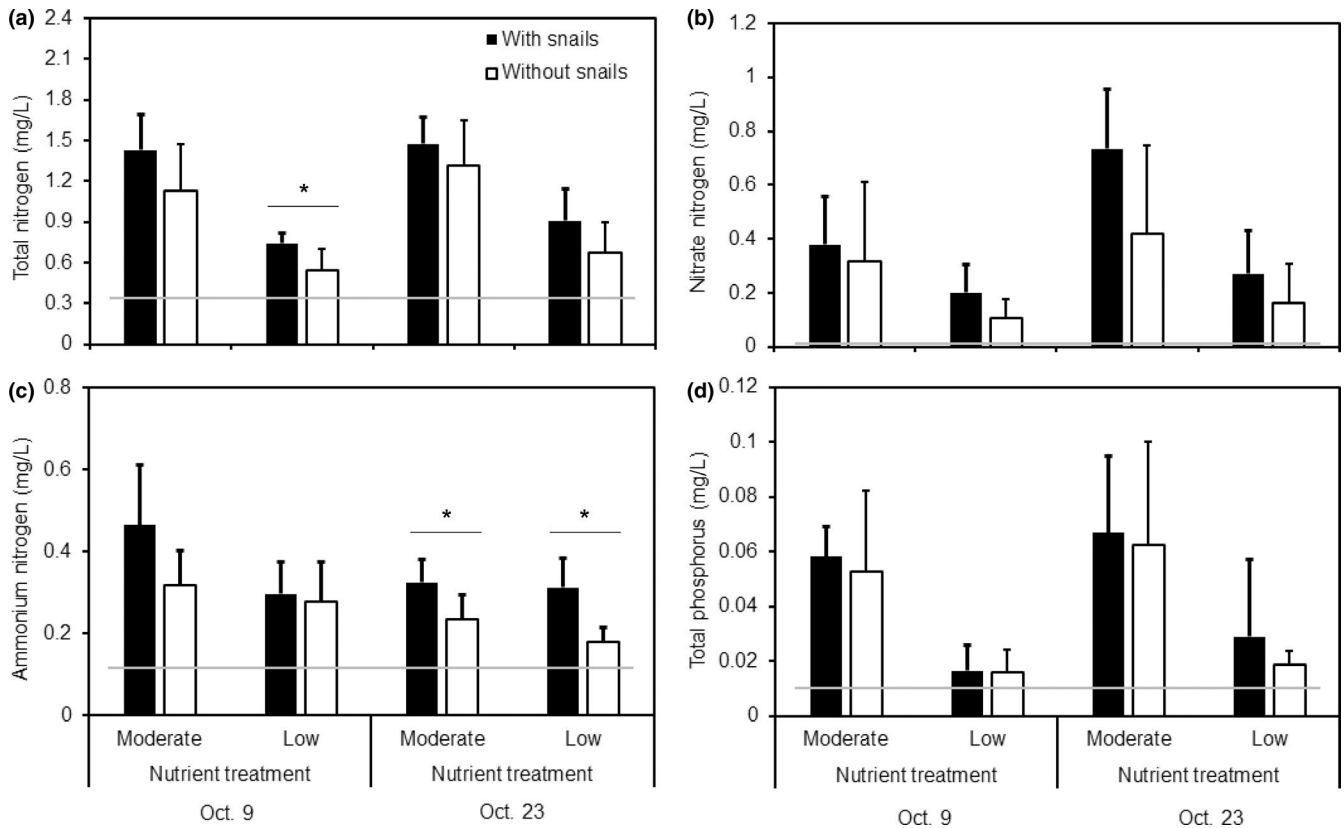 (a)
Total nitrogen (mg/L)
2.4
2.1
1.8
1.5
1.2
0.9
0.6
0.3
0
With snails
Without snails
*
(b)
Nitrate nitrogen (mg/L)
1.2
1
0.8
0.6
0.4
0.2
0
(c)
Ammonium nitrogen (mg/L)
0.8
0.6
0.4
0.2
0
* *
Moderate Low Moderate Low
Nutrient treatment Nutrient treatment
Oct. 9 Oct. 23
(d)
Total phosphorus (mg/L)
0.12
0.1
0.08
0.06
0.04
0.02
0
Moderate Low Moderate Low
Nutrient treatment Nutrient treatment
Oct. 9 Oct. 23